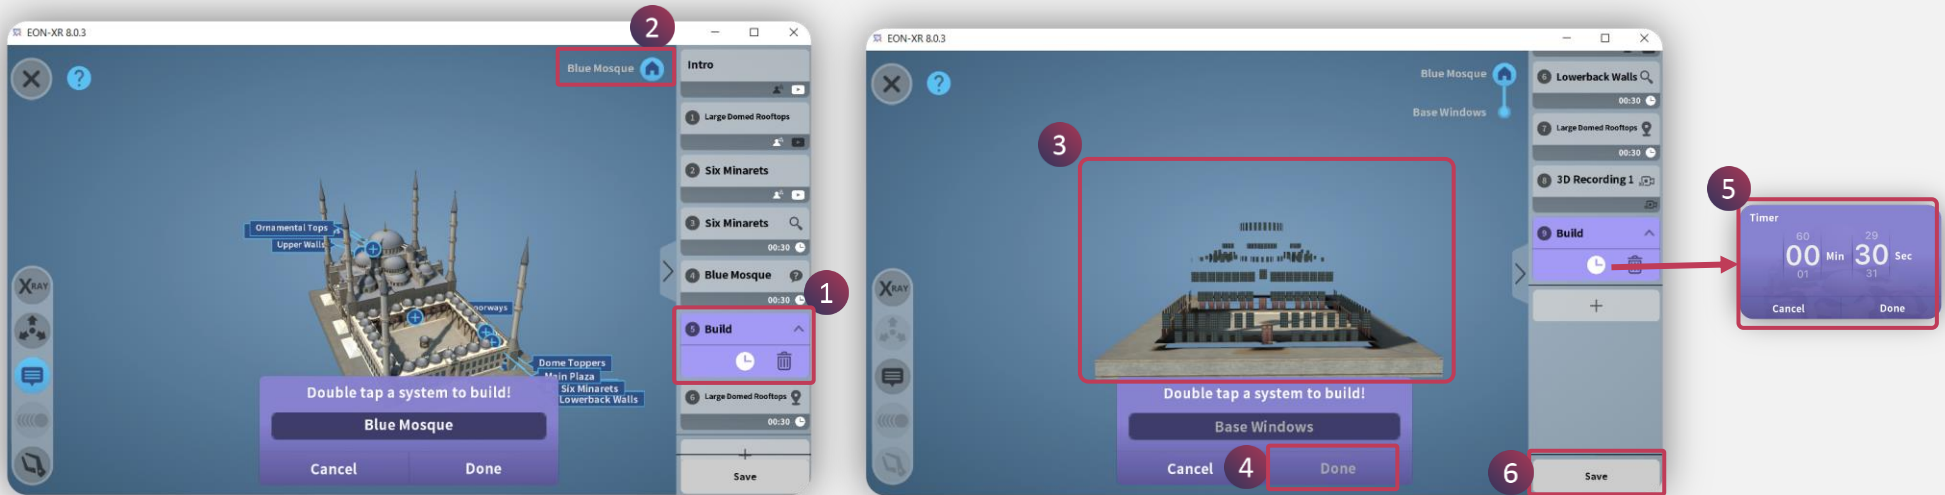 EON-XR 8.0.3
2
Blue Mosque
Ornamental Tops
Upper Walls
orways
Dome Toppers
Main Plaza
Six Minarets
Lowerback Walls
XRAY
Double tap a system to build!
Blue Mosque
Cancel
Done
Intro
1 Large Domed Rooftops
2 Six Minarets
3 Six Minarets
00:30
4 Blue Mosque
00:30
1
5 Build
6 Large Domed Rooftops
00:30
+
Save
EON-XR 8.0.3
Blue Mosque
Base Windows
3
XRAY
Double tap a system to build!
Base Windows
Cancel
4
Done
6 Lowerback Walls
00:30
7 Large Domed Rooftops
00:30
8 3D Recording 1
9 Build
+
6
Save
5
Timer
60 29
00 Min 30 Sec
01 31
Cancel
Done